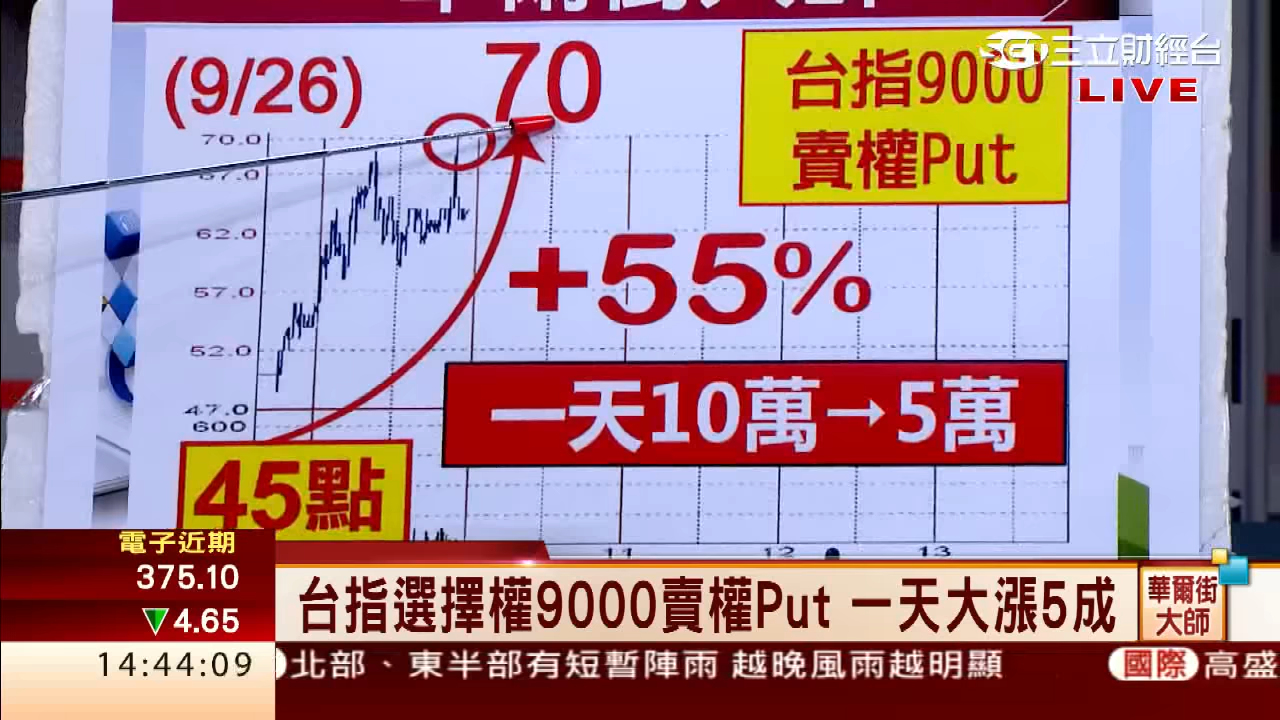 (9/26)
70
台指9000
賣權Put
三立財經台
LIVE
70.0
67.0
62.0
57.0
52.0
47.0
600
+55%
一天10萬→5萬
45點
11
12
13
電子近期
375.10
▼4.65
台指選擇權9000賣權Put 一天大漲5成
華爾街
大師
14:44:09
北部、東半部有短暫陣雨 越晚風雨越明顯
國際
高盛